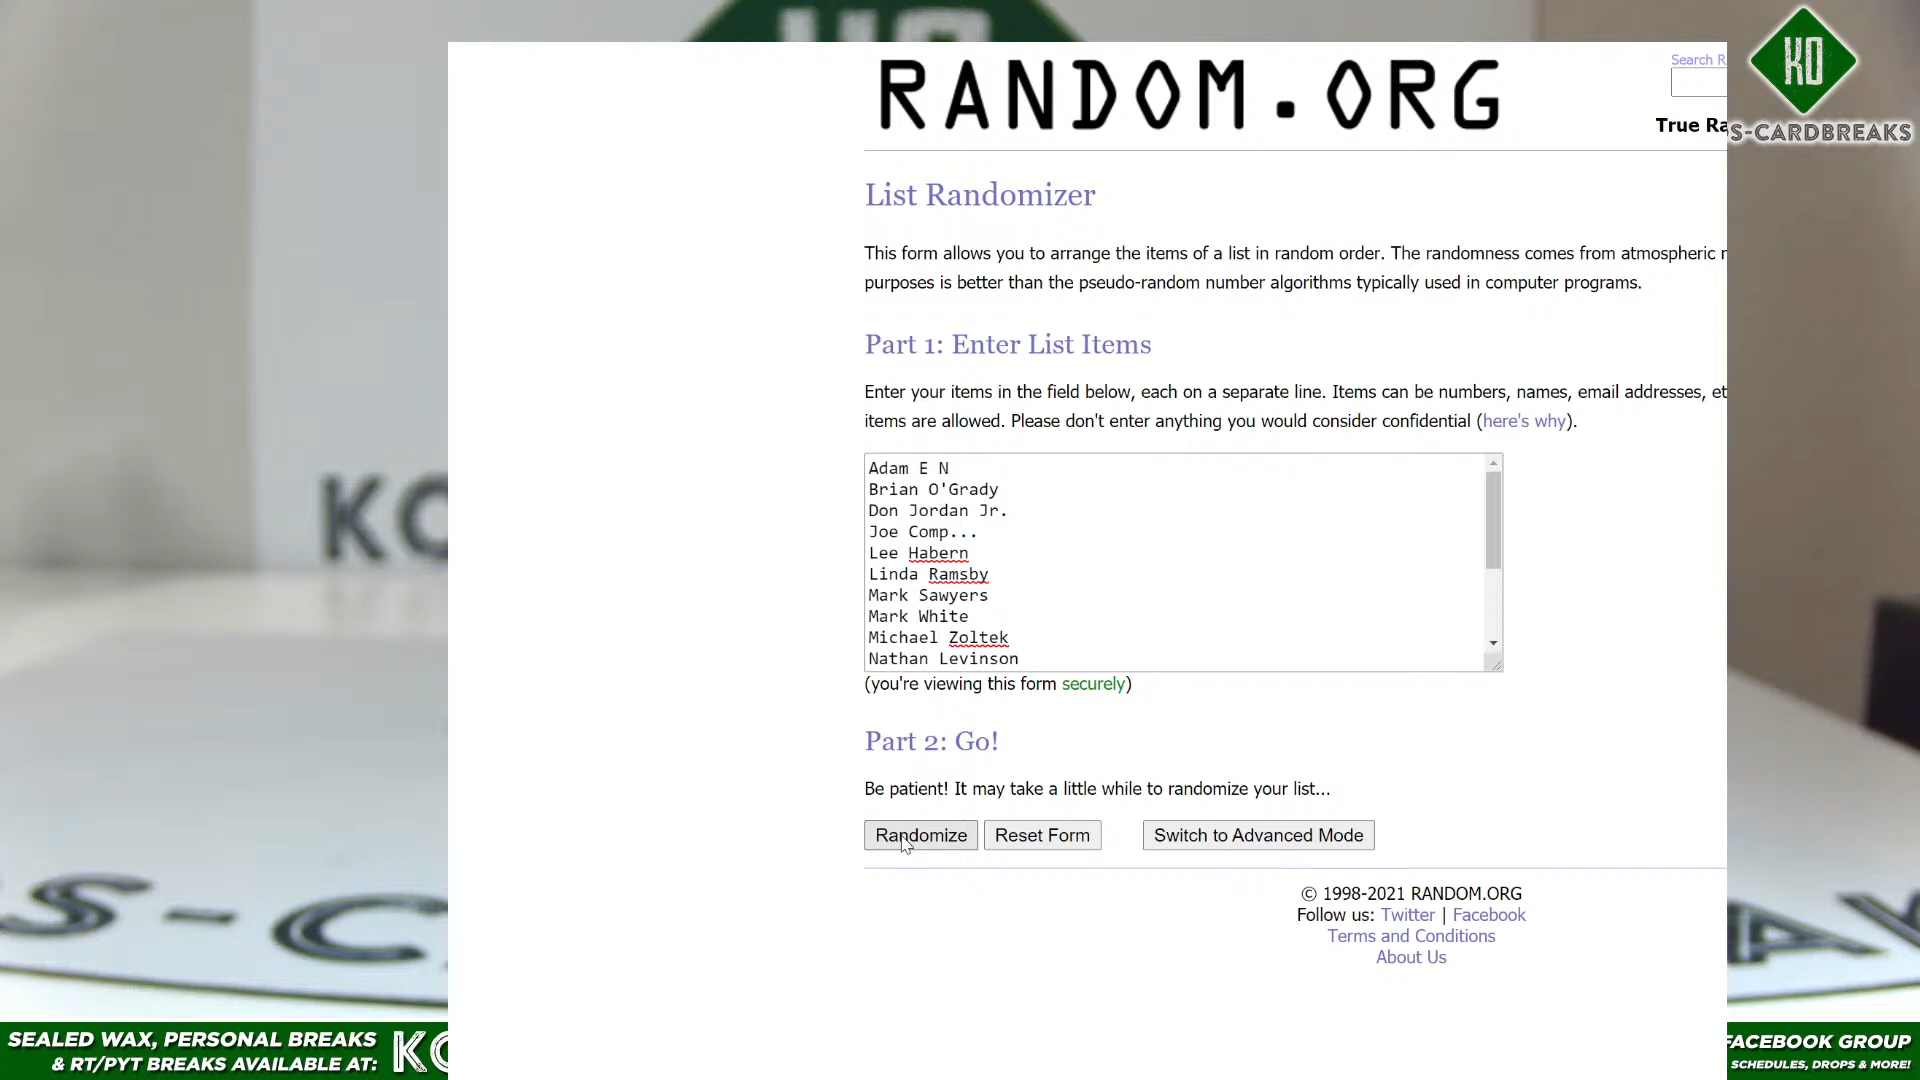 RANDOM.ORG
Search R
True Ra
KO
S-CARDBREAKS
List Randomizer
This form allows you to arrange the items of a list in random order. The randomness comes from atmospheric
purposes is better than the pseudo-random number algorithms typically used in computer programs.
Part 1: Enter List Items
Enter your items in the field below, each on a separate line. Items can be numbers, names, email addresses, et
items are allowed. Please don't enter anything you would consider confidential (here's why).
Adam E N
Brian O'Grady
Don Jordan Jr.
Joe Comp...
Lee Habern
Linda Ramsby
Mark Sawyers
Mark White
Michael Zoltek
Nathan Levinson
(you're viewing this form securely)
Part 2: Go!
Be patient! It may take a little while to randomize your list...
Randomize Reset Form Switch to Advanced Mode
© 1998-2021 RANDOM.ORG
Follow us: Twitter | Facebook
Terms and Conditions
About Us
KO
S-C
SEALED WAX, PERSONAL BREAKS
& RT/PYT BREAKS AVAILABLE AT:
KO
FACEBOOK GROUP
SCHEDULES, DROPS & MORE!